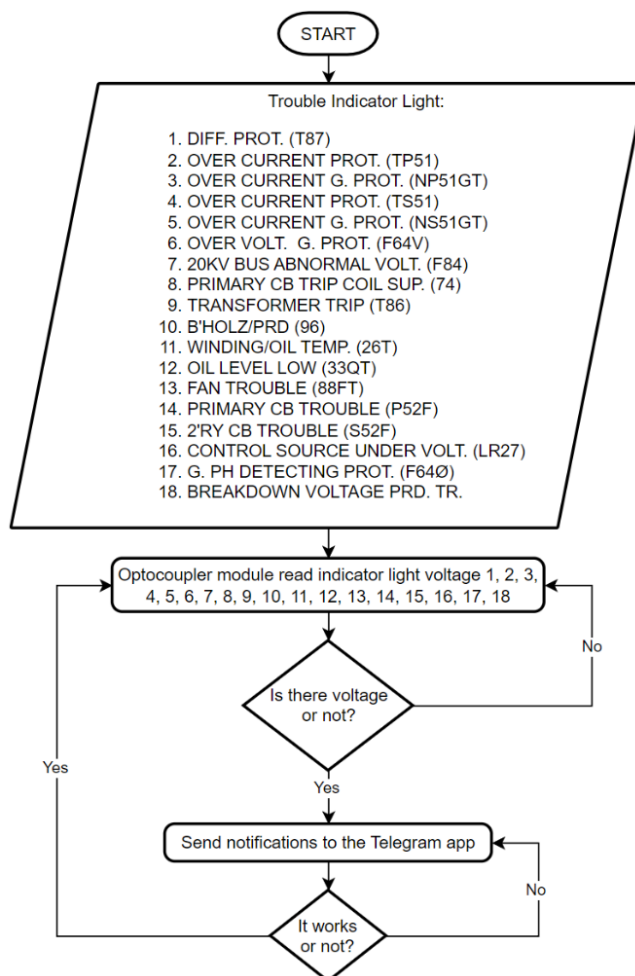 START
Trouble Indicator Light:
1. DIFF. PROT. (T87)
2. OVER CURRENT PROT. (TP51)
3. OVER CURRENT G. PROT. (NP51GT)
4. OVER CURRENT PROT. (TS51)
5. OVER CURRENT G. PROT. (NS51GT)
6. OVER VOLT. G. PROT. (F64V)
7. 20KV BUS ABNORMAL VOLT. (F84)
8. PRIMARY CB TRIP COIL SUP. (74)
9. TRANSFORMER TRIP (T86)
10. B'HOLZ/PRD (96)
11. WINDING/OIL TEMP. (26T)
12. OIL LEVEL LOW (33QT)
13. FAN TROUBLE (88FT)
14. PRIMARY CB TROUBLE (P52F)
15. 2'RY CB TROUBLE (S52F)
16. CONTROL SOURCE UNDER VOLT. (LR27)
17. G. PH DETECTING PROT. (F64Ø)
18. BREAKDOWN VOLTAGE PRD. TR.
Optocoupler module read indicator light voltage 1, 2, 3,
4, 5, 6, 7, 8, 9, 10, 11, 12, 13, 14, 15, 16, 17, 18
No
Is there voltage
or not?
Yes
Yes
Send notifications to the Telegram app
No
It works
or not?